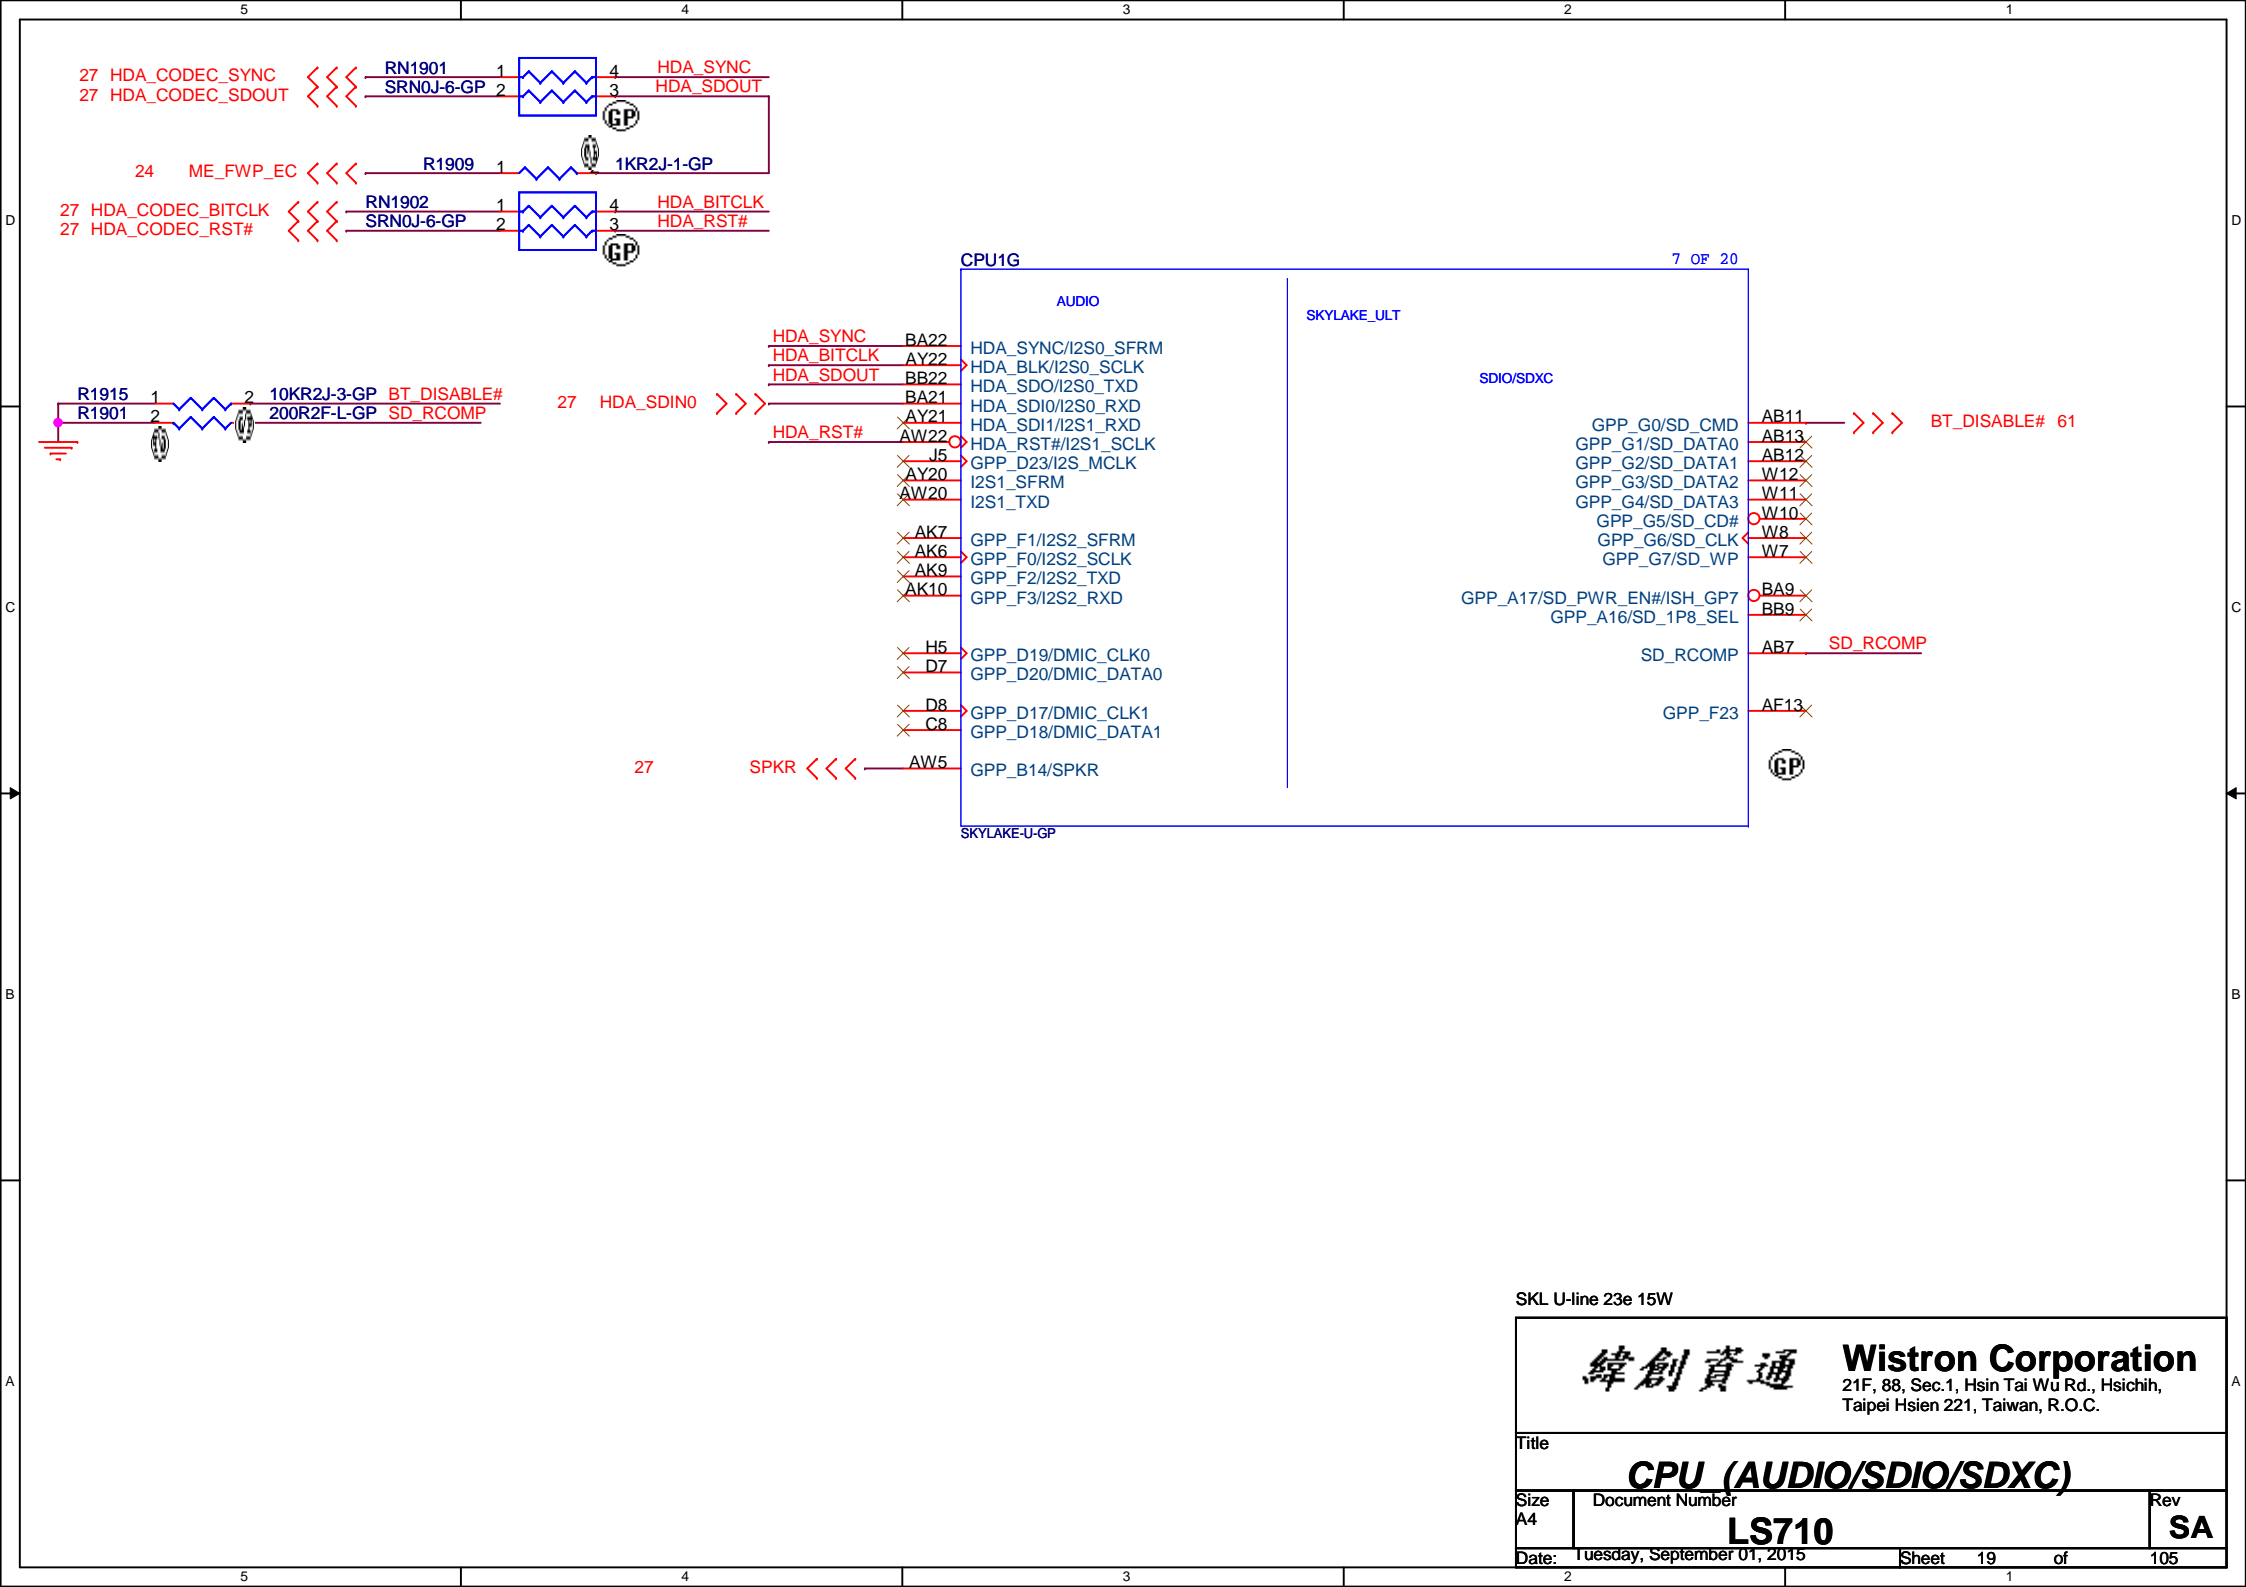 5 4 3 2 1
27 HDA_CODEC_SYNC RN1901 1 4 HDA_SYNC
27 HDA_CODEC_SDOUT SRN0J-6-GP 2 3 HDA_SDOUT
GP
24 ME_FWP_EC R1909 1 2 1KR2J-1-GP
27 HDA_CODEC_BITCLK RN1902 1 4 HDA_BITCLK
27 HDA_CODEC_RST# SRN0J-6-GP 2 3 HDA_RST#
GP
D D
R1915 1 2 10KR2J-3-GP BT_DISABLE#
R1901 2 200R2F-L-GP SD_RCOMP
CPU1G 7 OF 20
AUDIO
SKYLAKE_ULT
SDIO/SDXC
HDA_SYNC BA22 HDA_SYNC/I2S0_SFRM
HDA_BITCLK AY22 HDA_BLK/I2S0_SCLK
HDA_SDOUT BB22 HDA_SDO/I2S0_TXD
27 HDA_SDIN0 BA21 HDA_SDI0/I2S0_RXD
AY21 HDA_SDI1/I2S1_RXD
HDA_RST# AW22 HDA_RST#/I2S1_SCLK
J5 GPP_D23/I2S_MCLK
AY20 I2S1_SFRM
AW20 I2S1_TXD
AK7 GPP_F1/I2S2_SFRM
AK6 GPP_F0/I2S2_SCLK
AK9 GPP_F2/I2S2_TXD
AK10 GPP_F3/I2S2_RXD
H5 GPP_D19/DMIC_CLK0
D7 GPP_D20/DMIC_DATA0
D8 GPP_D17/DMIC_CLK1
C8 GPP_D18/DMIC_DATA1
27 SPKR AW5 GPP_B14/SPKR
GPP_G0/SD_CMD AB11 BT_DISABLE# 61
GPP_G1/SD_DATA0 AB13
GPP_G2/SD_DATA1 AB12
GPP_G3/SD_DATA2 W12
GPP_G4/SD_DATA3 W11
GPP_G5/SD_CD# W10
GPP_G6/SD_CLK W8
GPP_G7/SD_WP W7
GPP_A17/SD_PWR_EN#/ISH_GP7 BA9
GPP_A16/SD_1P8_SEL BB9
SD_RCOMP AB7 SD_RCOMP
GPP_F23 AF13
GP
SKYLAKE-U-GP
C C
B B
A A
SKL U-line 23e 15W
緯創資通
Wistron Corporation
21F, 88, Sec.1, Hsin Tai Wu Rd., Hsichih,
Taipei Hsien 221, Taiwan, R.O.C.
Title
CPU_(AUDIO/SDIO/SDXC)
Size Document Number Rev
A4 LS710 SA
Date: Tuesday, September 01, 2015 Sheet 19 of 105
5 4 3 2 1